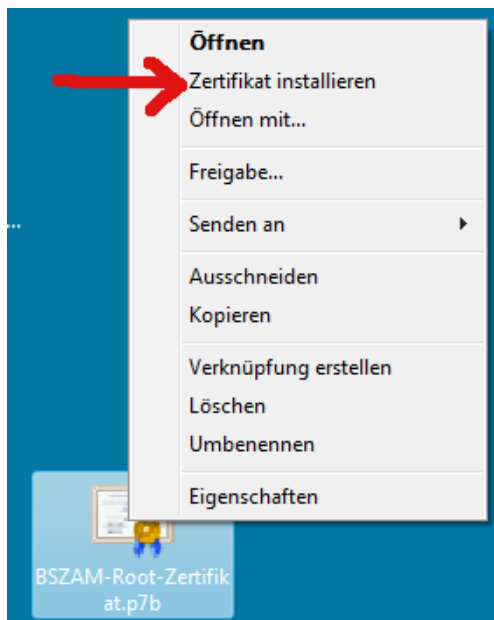 Öffnen
Zertifikat installieren
Öffnen mit...
Freigabe...
...
Senden an
Ausschneiden
Kopieren
Verknüpfung erstellen
Löschen
Umbenennen
Eigenschaften
BSZAM-Root-Zertifik
at.p7b